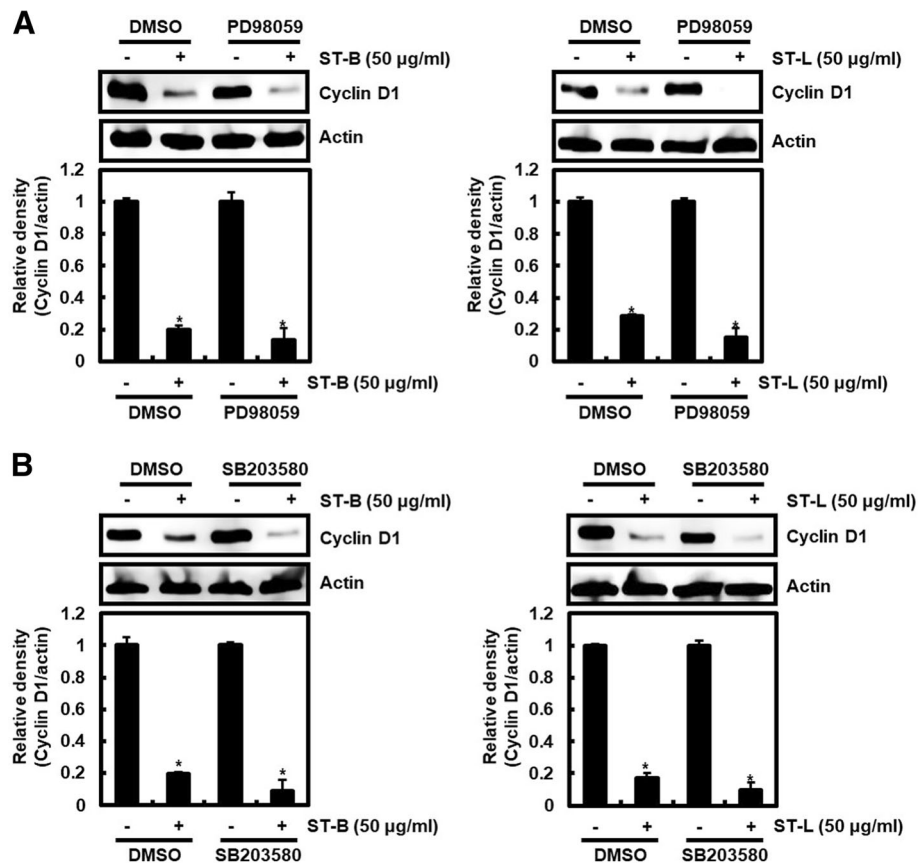 A
DMSO PD98059
- + - + ST-B (50 µg/ml)
Cyclin D1
Actin
1.2
1
0.8
0.6
0.4
0.2
0
Relative density
(Cyclin D1/actin)
*
*
- + - + ST-B (50 µg/ml)
DMSO PD98059
DMSO PD98059
- + - + ST-L (50 µg/ml)
Cyclin D1
Actin
1.2
1
0.8
0.6
0.4
0.2
0
Relative density
(Cyclin D1/actin)
*
*
- + - + ST-L (50 µg/ml)
DMSO PD98059
B
DMSO SB203580
- + - + ST-B (50 µg/ml)
Cyclin D1
Actin
1.2
1
0.8
0.6
0.4
0.2
0
Relative density
(Cyclin D1/actin)
*
*
- + - + ST-B (50 µg/ml)
DMSO SB203580
DMSO SB203580
- + - + ST-L (50 µg/ml)
Cyclin D1
Actin
1.2
1
0.8
0.6
0.4
0.2
0
Relative density
(Cyclin D1/actin)
*
*
- + - + ST-L (50 µg/ml)
DMSO SB203580